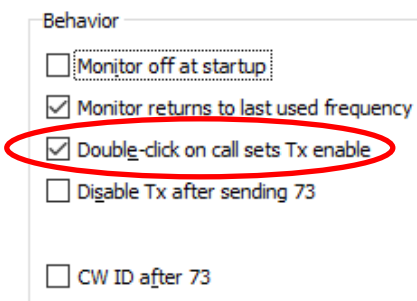 Behavior
Monitor off at startup
Monitor returns to last used frequency
Double-click on call sets Tx enable
Disable Tx after sending 73
CW ID after 73